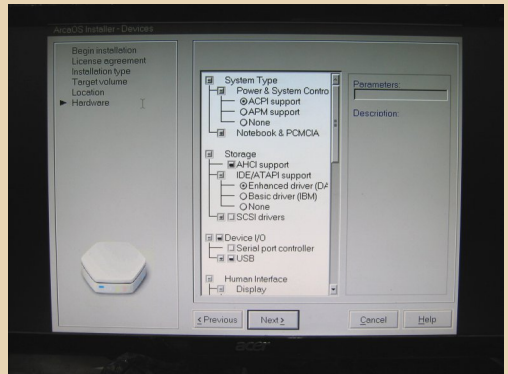 ArcaOS Installer - Devices
Begin installation
License agreement
Installation type
Target volume
Location
Hardware
System Type
Power & System Contro
ACPI support
APM support
None
Notebook & PCMCIA
Storage
AHCI support
IDE/ATAPI support
Enhanced driver (DA
Basic driver (IBM)
None
SCSI drivers
Device I/O
Serial port controller
USB
Human Interface
Display
Parameters:
Description:
< Previous
Next >
Cancel
Help
acer